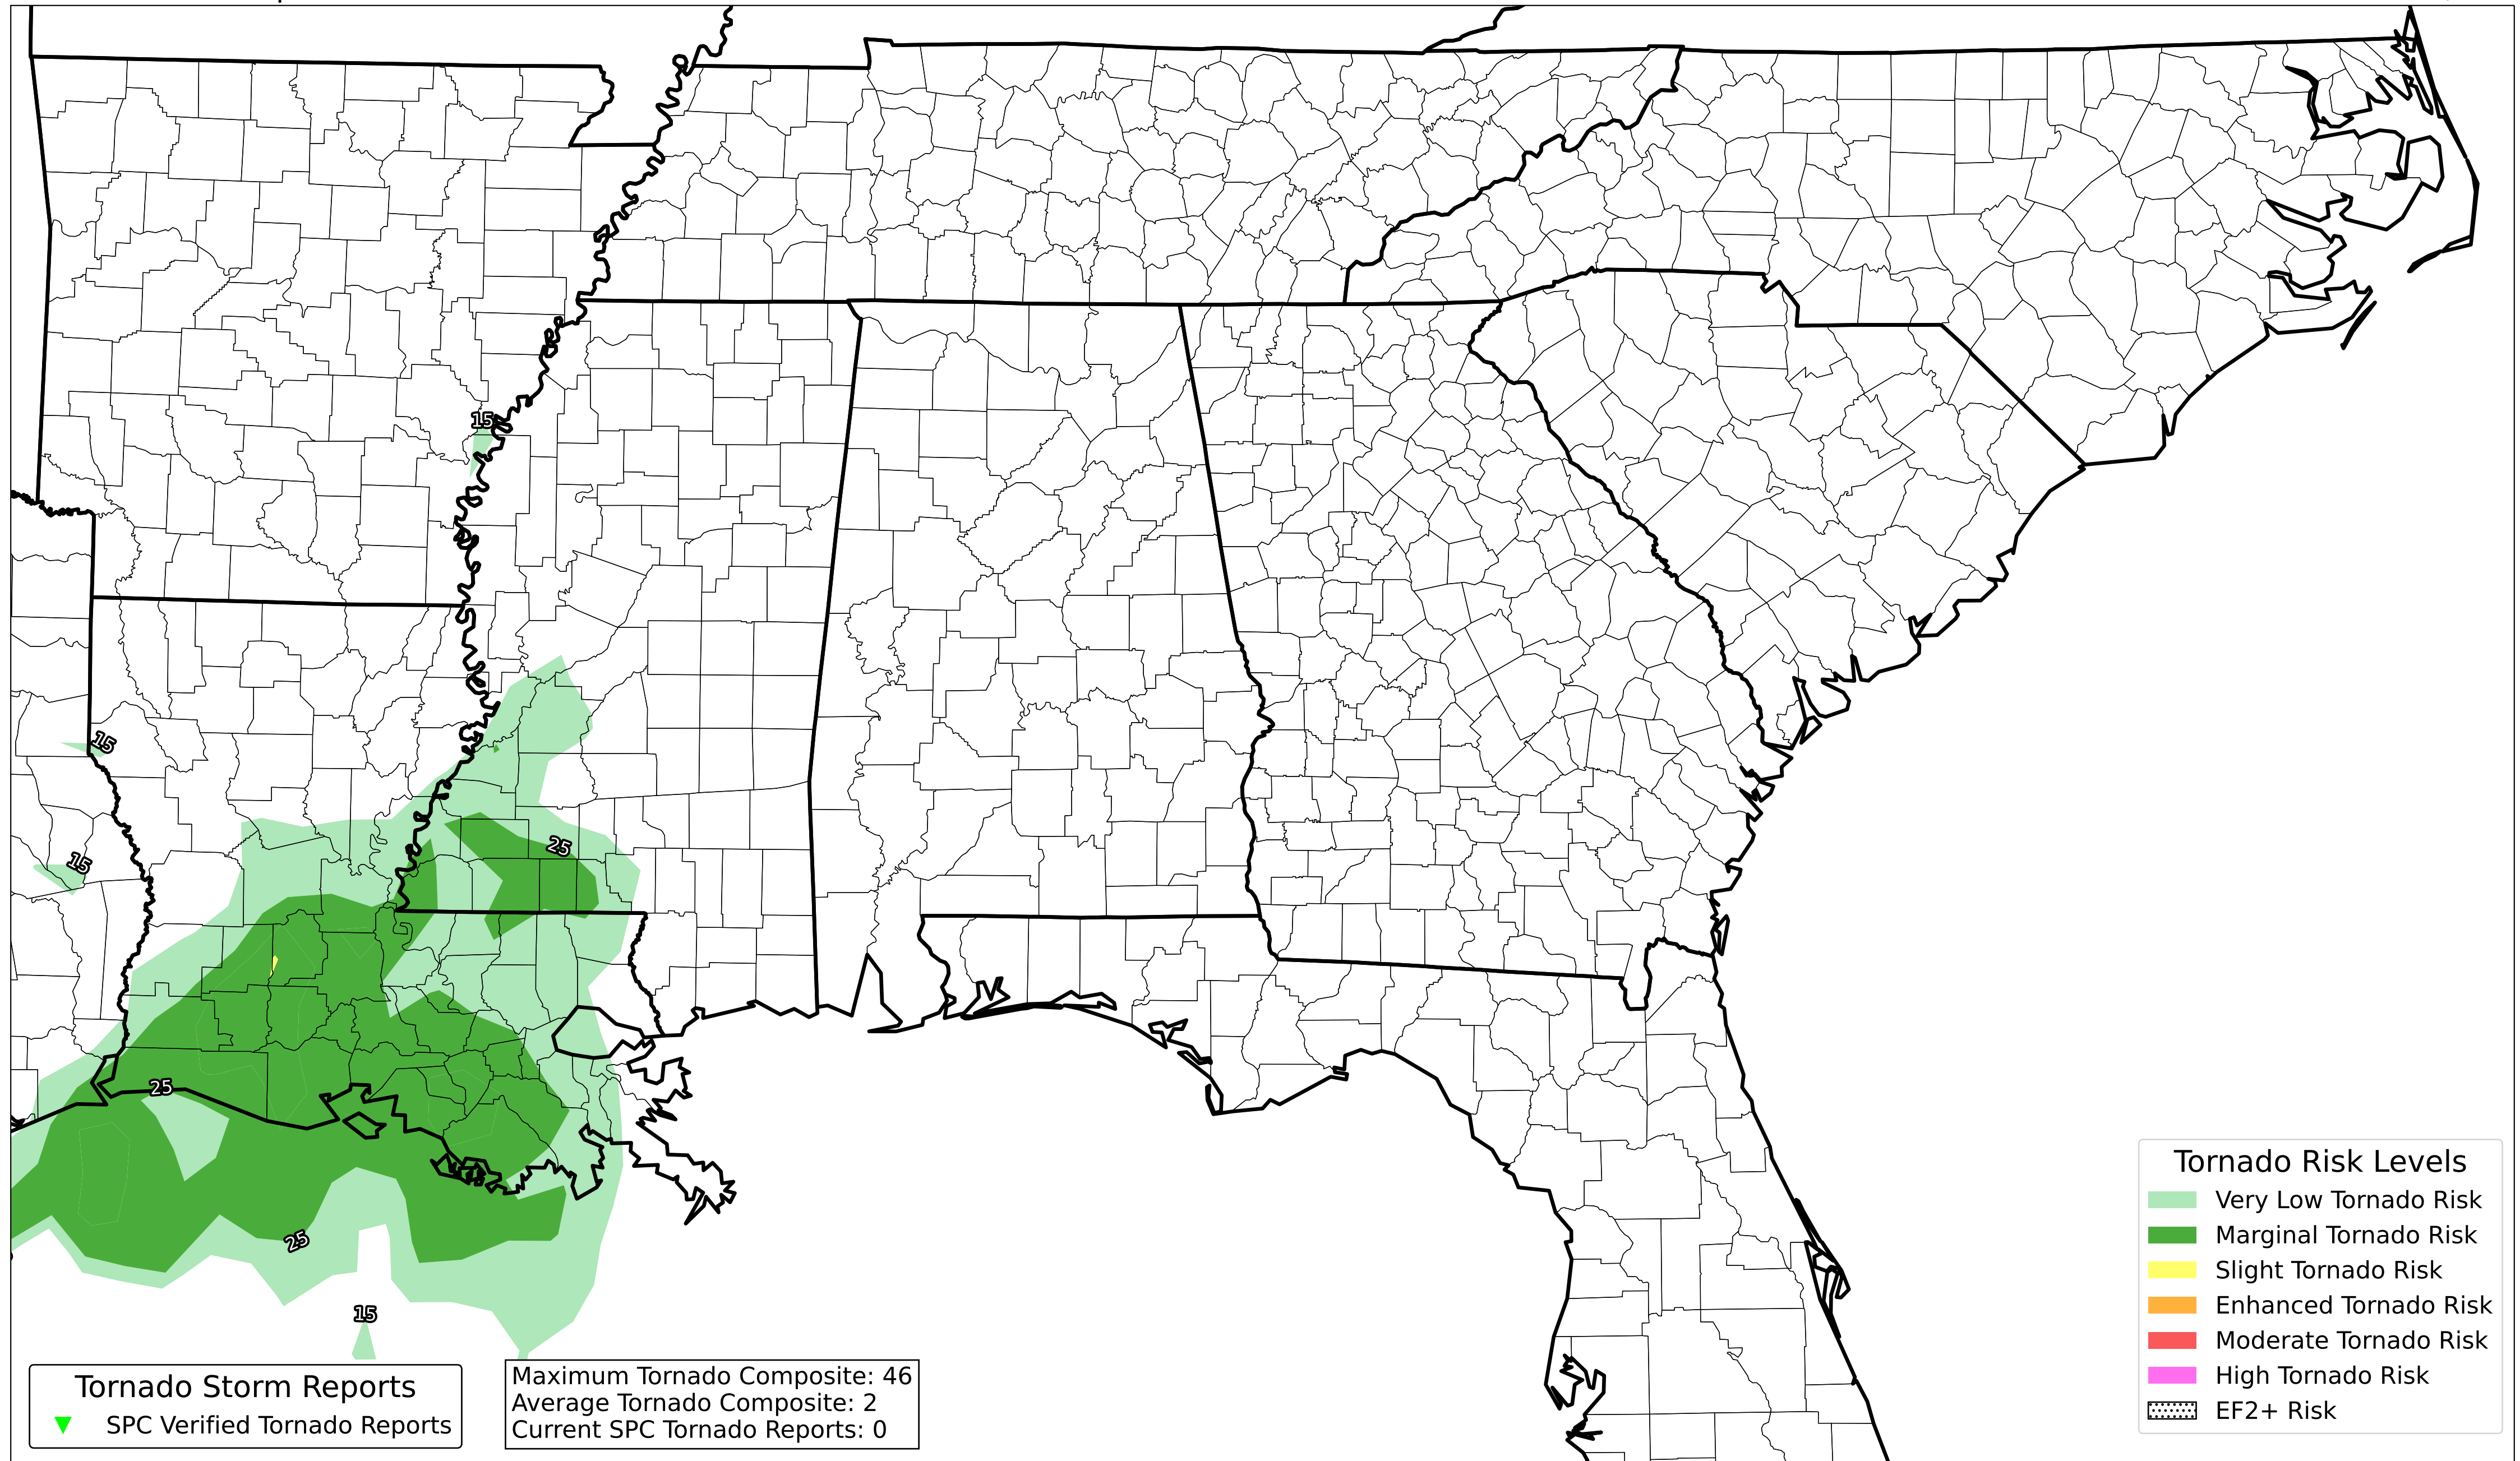 15
15
15
25
25
25
15
Tornado Storm Reports
SPC Verified Tornado Reports
Maximum Tornado Composite: 46
Average Tornado Composite: 2
Current SPC Tornado Reports: 0
Tornado Risk Levels
Very Low Tornado Risk
Marginal Tornado Risk
Slight Tornado Risk
Enhanced Tornado Risk
Moderate Tornado Risk
High Tornado Risk
EF2+ Risk